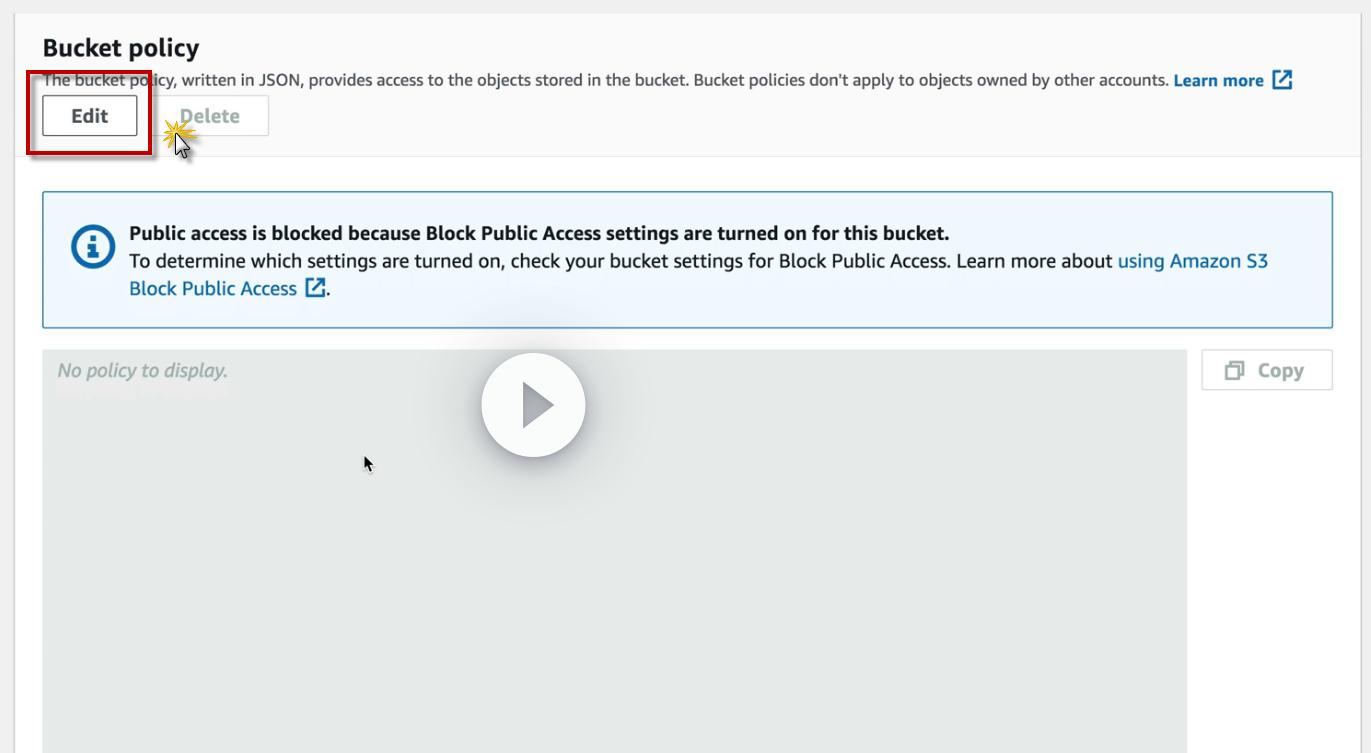 Bucket policy
The bucket policy, written in JSON, provides access to the objects stored in the bucket. Bucket policies don't apply to objects owned by other accounts. Learn more
Edit Delete
Public access is blocked because Block Public Access settings are turned on for this bucket.
To determine which settings are turned on, check your bucket settings for Block Public Access. Learn more about using Amazon S3
Block Public Access .
No policy to display. Copy